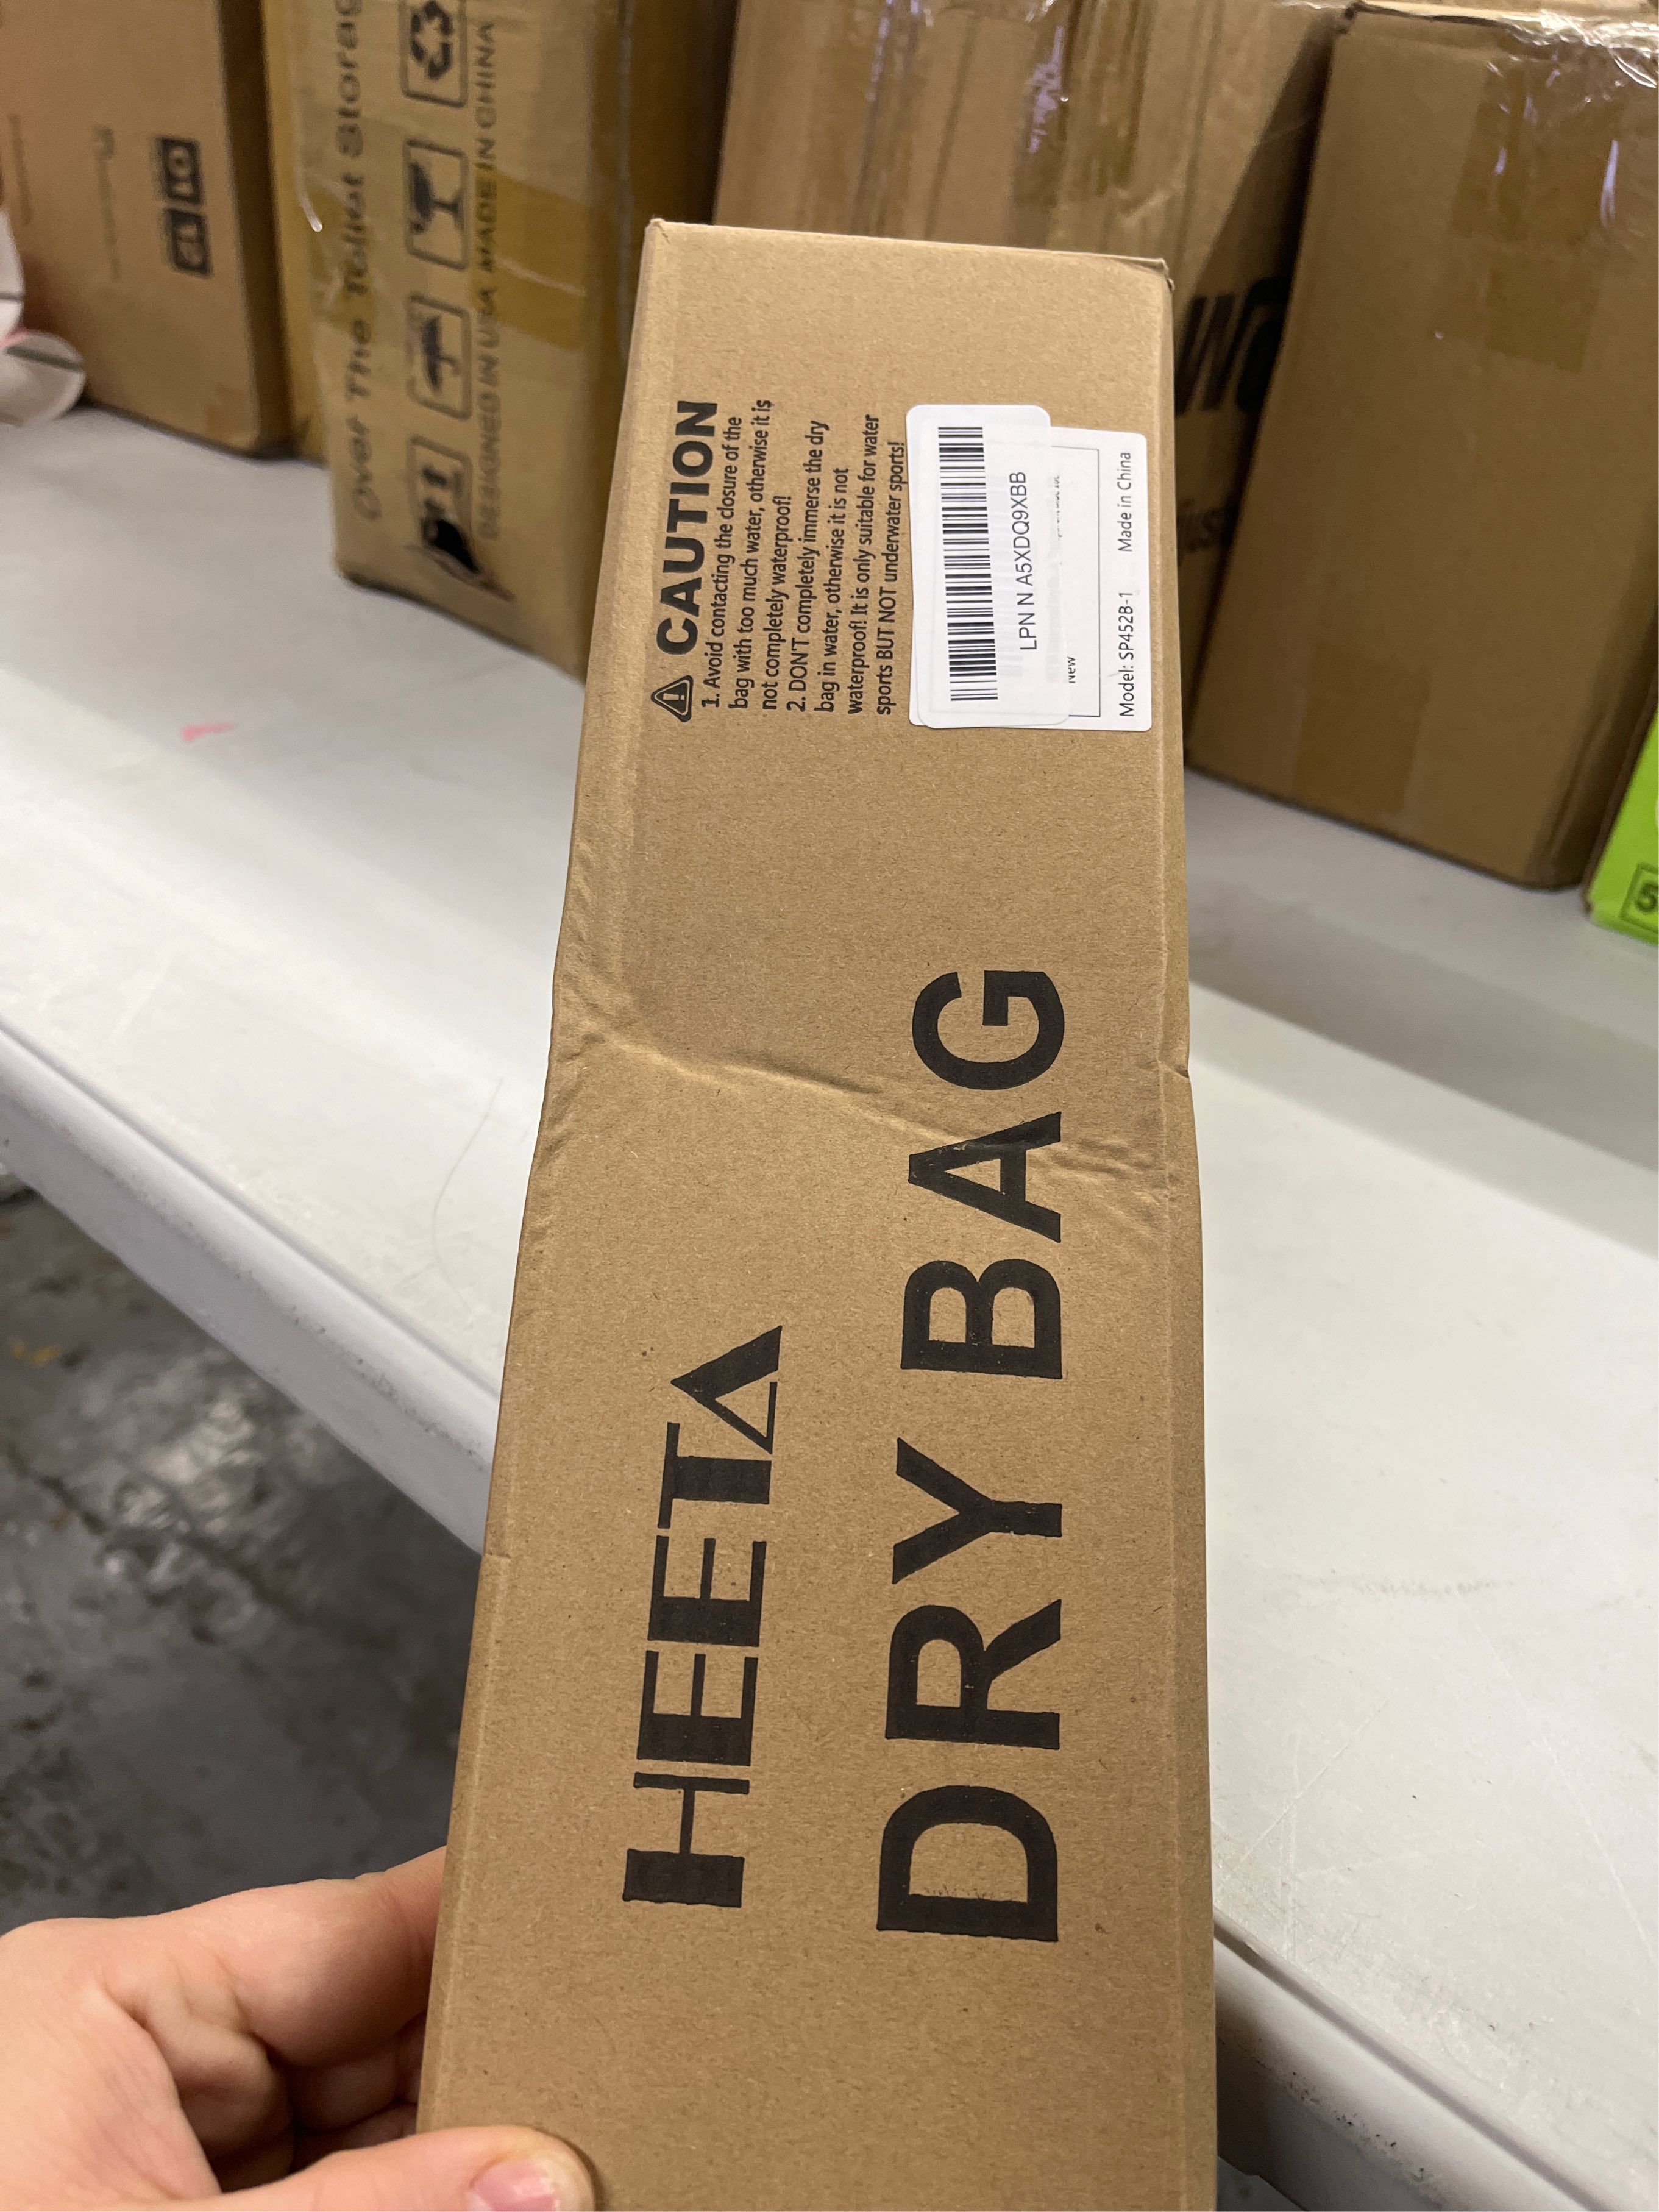 HEETA
DRY BAG
CAUTION
1. Avoid contacting the closure of the
bag with too much water, otherwise it is
not completely waterproof!
2. DON'T completely immerse the dry
bag in water, otherwise it is not
waterproof! It is only suitable for water
sports BUT NOT underwater sports!
LPN N A5XDQ9XBB
New
Model: SP452B-1 Made in China
Over The Toilet Storag
DESIGNED IN USA MADE IN CHINA
5